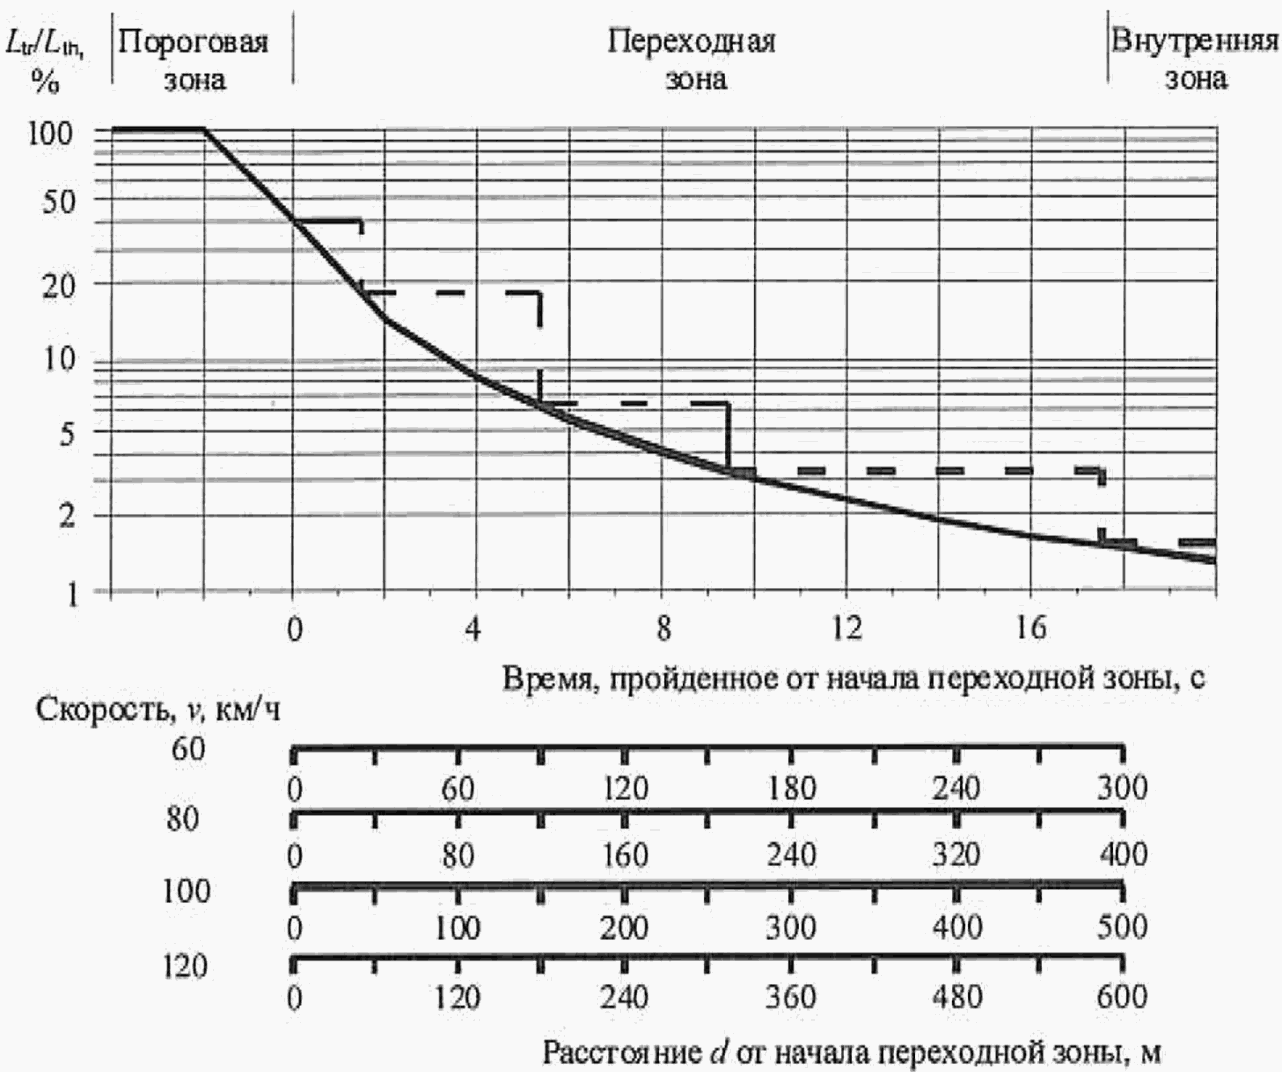 Ltr/Lth, Пороговая Переходная Внутренняя
% зона зона зона
100
50
20
10
5
2
1
0 4 8 12 16
Время, пройденное от начала переходной зоны, с
Скорость, v, км/ч
60
0 60 120 180 240 300
80
0 80 160 240 320 400
100
0 100 200 300 400 500
120
0 120 240 360 480 600
Расстояние d от начала переходной зоны, м